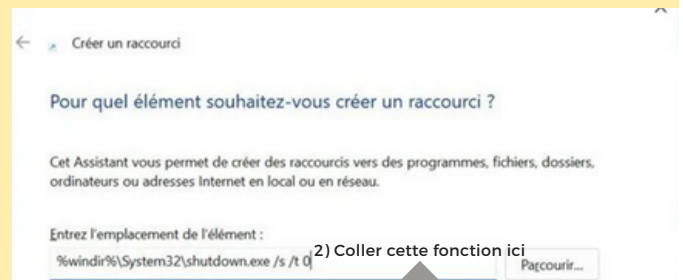 Créer un raccourci
Pour quel élément souhaitez-vous créer un raccourci ?
Cet Assistant vous permet de créer des raccourcis vers des programmes, fichiers, dossiers,
ordinateurs ou adresses Internet en local ou en réseau.
Entrez l'emplacement de l'élément :
%windir%\System32\shutdown.exe /s /t 0
2) Coller cette fonction ici
Parcourir...